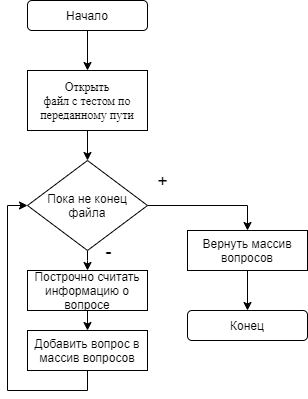 Начало
Открыть
файл с тестом по
переданному пути
Пока не конец
файла
+
-
Построчно считать
информацию о
вопросе
Вернуть массив
вопросов
Добавить вопрос в
массив вопросов
Конец